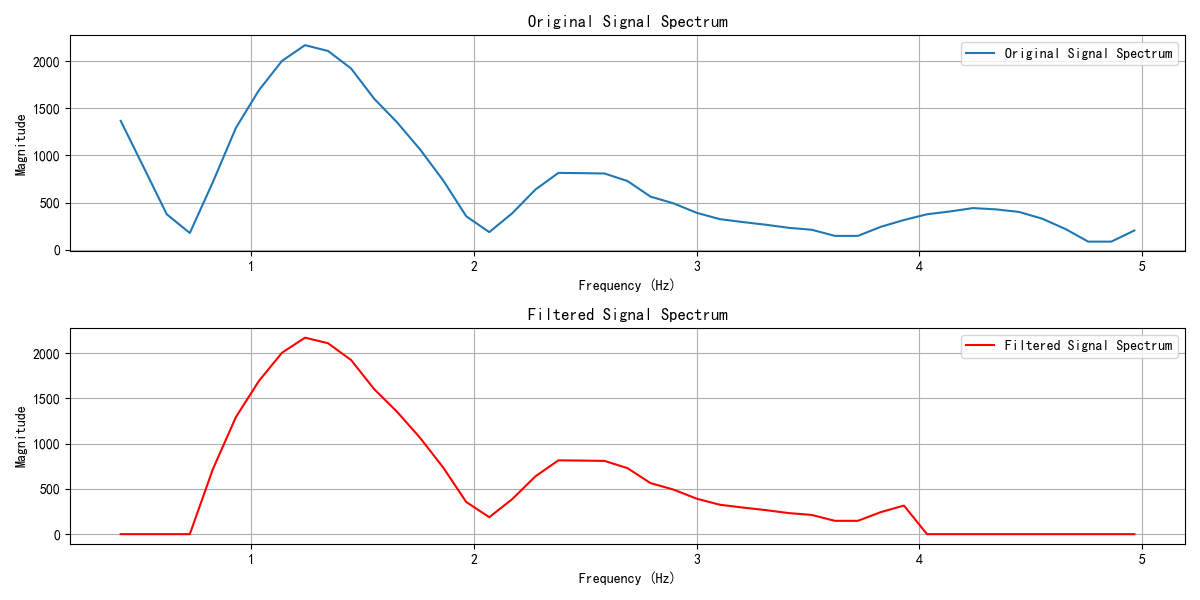 Original Signal Spectrum
Original Signal Spectrum
Magnitude
2000
1500
1000
500
0
1 2 3 4 5
Frequency (Hz)
Filtered Signal Spectrum
Filtered Signal Spectrum
Magnitude
2000
1500
1000
500
0
1 2 3 4 5
Frequency (Hz)